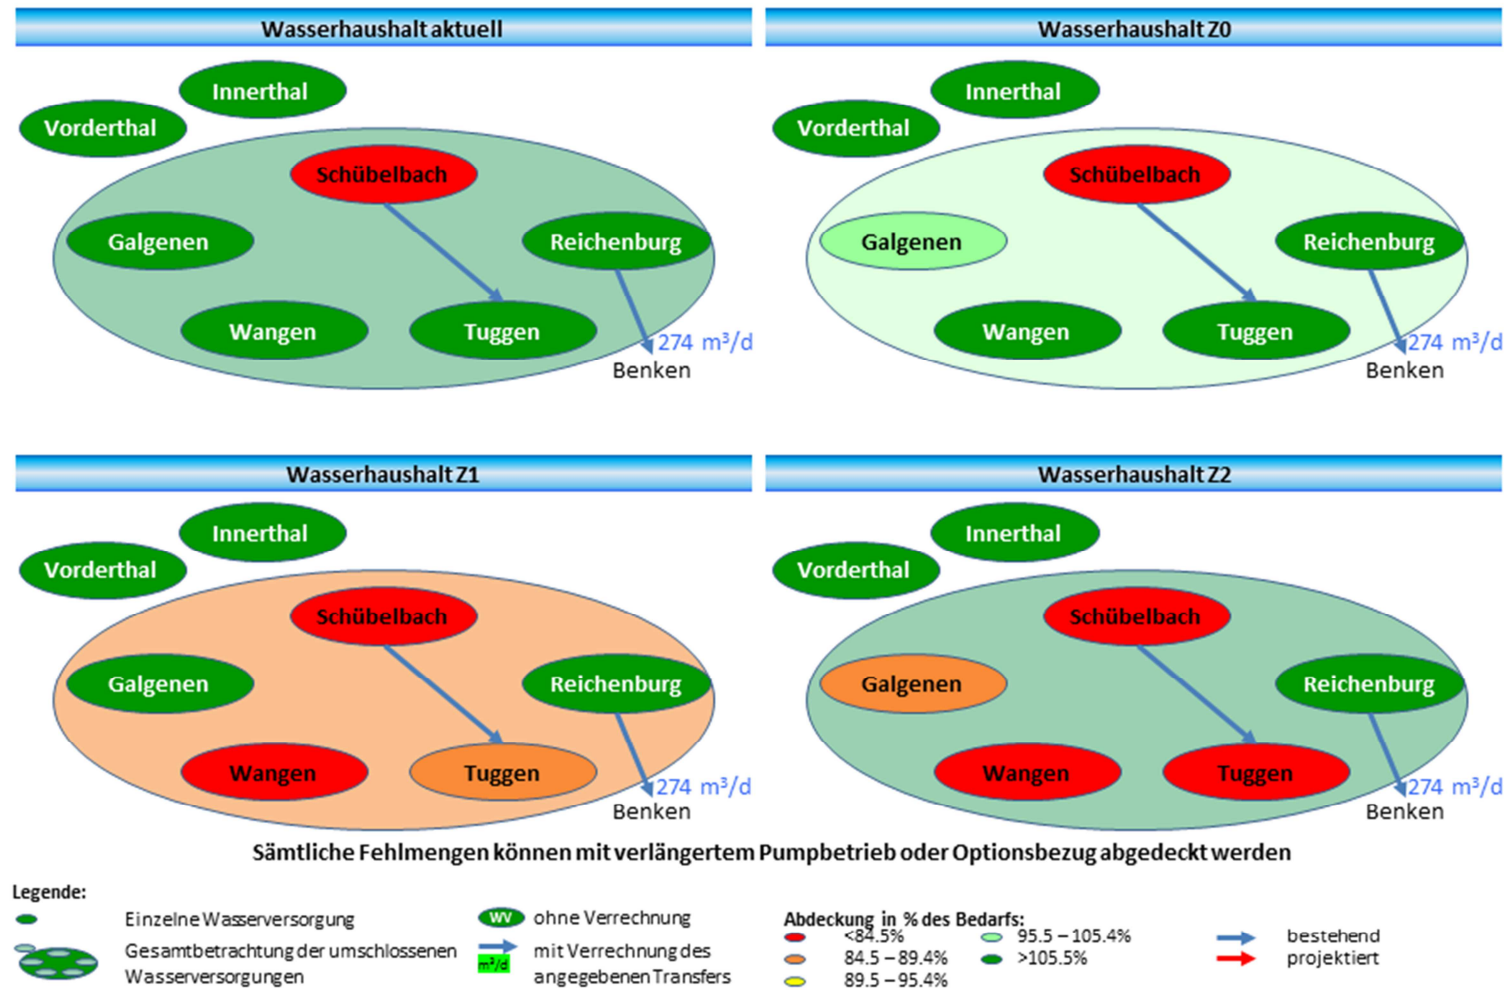 Wasserhaushalt aktuell
Innerthal
Vorderthal
Schübelbach
Galgenen
Reichenburg
Wangen
Tuggen
274 m³/d
Benken
Wasserhaushalt Z0
Innerthal
Vorderthal
Schübelbach
Galgenen
Reichenburg
Wangen
Tuggen
274 m³/d
Benken
Wasserhaushalt Z1
Innerthal
Vorderthal
Schübelbach
Galgenen
Reichenburg
Wangen
Tuggen
274 m³/d
Benken
Wasserhaushalt Z2
Innerthal
Vorderthal
Schübelbach
Galgenen
Reichenburg
Wangen
Tuggen
274 m³/d
Benken
Sämtliche Fehlmengen können mit verlängertem Pumpbetrieb oder Optionsbezug abgedeckt werden
Legende:
Einzelne Wasserversorgung
Gesamtbetrachtung der umschlossenen
Wasserversorgungen
WV ohne Verrechnung
mit Verrechnung des
m³/d angegebenen Transfers
Abdeckung in % des Bedarfs:
<84.5%
84.5 – 89.4%
89.5 – 95.4%
95.5 – 105.4%
>105.5%
bestehend
projektiert